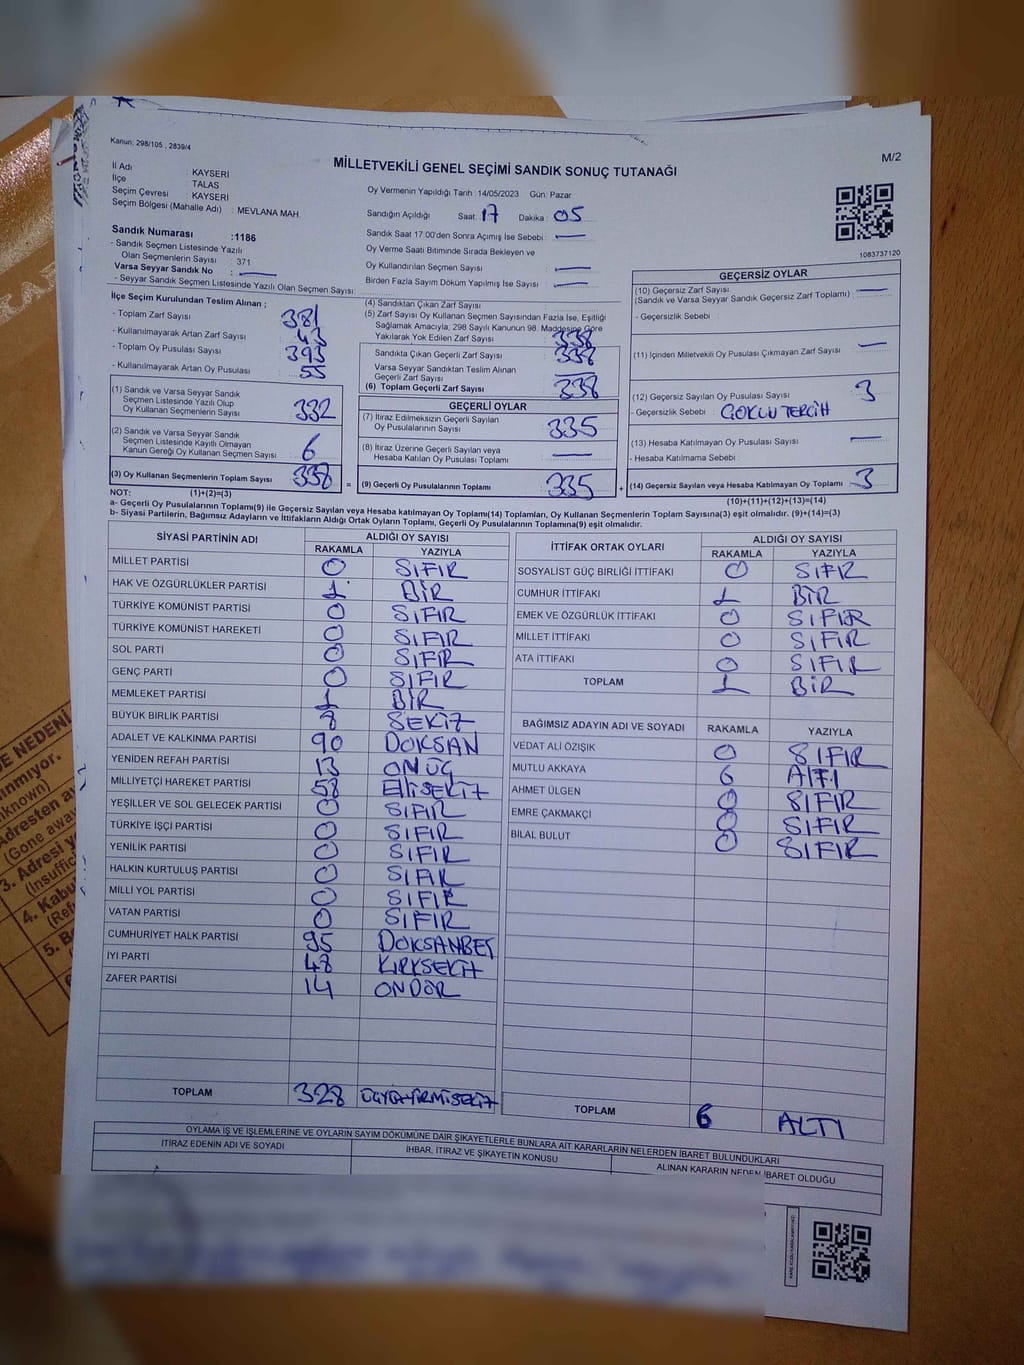 Kanun: 298/105 , 2839/4
M/2
MİLLETVEKİLİ GENEL SEÇİMİ SANDIK SONUÇ TUTANAĞI
İl Adı : KAYSERİ
İlçe : TALAS
Seçim Çevresi : KAYSERİ
Seçim Bölgesi (Mahalle Adı) : MEVLANA MAH.
Oy Vermenin Yapıldığı Tarih : 14/05/2023 Gün: Pazar
Sandığın Açıldığı Saat: 17 Dakika : 05
Sandık Saat 17:00'den Sonra Açımış İse Sebebi : —
Oy Verme Saati Bitiminde Sırada Bekleyen ve
Oy Kullandırılan Seçmen Sayısı : —
Birden Fazla Sayım Döküm Yapılmış İse Sayısı : —
1083737120
Sandık Numarası : 1186
- Sandık Seçmen Listesinde Yazılı
Olan Seçmenlerin Sayısı : 371
Varsa Seyyar Sandık No : —
- Seyyar Sandık Seçmen Listesinde Yazılı Olan Seçmen Sayısı:
İlçe Seçim Kurulundan Teslim Alınan ;
- Toplam Zarf Sayısı : 381
- Kullanılmayarak Artan Zarf Sayısı : 43
- Toplam Oy Pusulası Sayısı : 393
- Kullanılmayarak Artan Oy Pusulası : 55
(1) Sandık ve Varsa Seyyar Sandık
Seçmen Listesinde Yazılı Olup
Oy Kullanan Seçmenlerin Sayısı : 332
(2) Sandık ve Varsa Seyyar Sandık
Seçmen Listesinde Kayıtlı Olmayan
Kanun Gereği Oy Kullanan Seçmen Sayısı : 6
(3) Oy Kullanan Seçmenlerin Toplam Sayısı : 338
(4) Sandıktan Çıkan Zarf Sayısı :
(5) Zarf Sayısı Oy Kullanan Seçmen Sayısından Fazla İse, Eşitliği
Sağlamak Amacıyla; 298 Sayılı Kanunun 98. Maddesine Göre
Yakılarak Yok Edilen Zarf Sayısı : 338
Sandıkta Çıkan Geçerli Zarf Sayısı : 338
Varsa Seyyar Sandıktan Teslim Alınan
Geçerli Zarf Sayısı : —
(6) Toplam Geçerli Zarf Sayısı : 338
GEÇERLİ OYLAR
(7) İtiraz Edilmeksizin Geçerli Sayılan
Oy Pusulalarının Sayısı : 335
(8) İtiraz Üzerine Geçerli Sayılan veya
Hesaba Katılan Oy Pusulası Toplamı : —
= (9) Geçerli Oy Pusulalarının Toplamı : 335
GEÇERSİZ OYLAR
(10) Geçersiz Zarf Sayısı : —
(Sandık ve Varsa Seyyar Sandık Geçersiz Zarf Toplamı)
- Geçersizlik Sebebi :
(11) İçinden Milletvekili Oy Pusulası Çıkmayan Zarf Sayısı : —
(12) Geçersiz Sayılan Oy Pusulası Sayısı : 3
- Geçersizlik Sebebi : ÇOKLU TERCİH
(13) Hesaba Katılmayan Oy Pusulası Sayısı : —
- Hesaba Katılmama Sebebi :
+ (14) Geçersiz Sayılan veya Hesaba Katılmayan Oy Toplamı : 3
NOT: (1)+(2)=(3)
(10)+(11)+(12)+(13)=(14)
a- Geçerli Oy Pusulalarının Toplamı(9) ile Geçersiz Sayılan veya Hesaba Katılmayan Oy Toplamı(14) Toplamları, Oy Kullanan Seçmenlerin Toplam Sayısına(3) eşit olmalıdır. (9)+(14)=(3)
b- Siyasi Partilerin, Bağımsız Adayların ve İttifakların Aldığı Ortak Oyların Toplamı, Geçerli Oy Pusulalarının Toplamına(9) eşit olmalıdır.
SİYASİ PARTİNİN ADI ALDIĞI OY SAYISI
RAKAMLA YAZIYLA
MİLLET PARTİSİ 0 SIFIR
HAK VE ÖZGÜRLÜKLER PARTİSİ 1 BİR
TÜRKİYE KOMÜNİST PARTİSİ 0 SIFIR
TÜRKİYE KOMÜNİST HAREKETİ 0 SIFIR
SOL PARTİ 0 SIFIR
GENÇ PARTİ 0 SIFIR
MEMLEKET PARTİSİ 1 BİR
BÜYÜK BİRLİK PARTİSİ 8 SEKİZ
ADALET VE KALKINMA PARTİSİ 90 DOKSAN
YENİDEN REFAH PARTİSİ 13 ONÜÇ
MİLLİYETÇİ HAREKET PARTİSİ 58 ELLİSEKİZ
YEŞİLLER VE SOL GELECEK PARTİSİ 0 SIFIR
TÜRKİYE İŞÇİ PARTİSİ 0 SIFIR
YENİLİK PARTİSİ 0 SIFIR
HALKIN KURTULUŞ PARTİSİ 0 SIFIR
MİLLİ YOL PARTİSİ 0 SIFIR
VATAN PARTİSİ 0 SIFIR
CUMHURİYET HALK PARTİSİ 95 DOKSANBEŞ
İYİ PARTİ 48 KIRKSEKİZ
ZAFER PARTİSİ 14 ONDÖR
TOPLAM 328 ÜÇYÜZYİRMİSEKİZ
İTTİFAK ORTAK OYLARI ALDIĞI OY SAYISI
RAKAMLA YAZIYLA
SOSYALİST GÜÇ BİRLİĞİ İTTİFAKI 0 SIFIR
CUMHUR İTTİFAKI 1 BİR
EMEK VE ÖZGÜRLÜK İTTİFAKI 0 SIFIR
MİLLET İTTİFAKI 0 SIFIR
ATA İTTİFAKI 0 SIFIR
TOPLAM 1 BİR
BAĞIMSIZ ADAYIN ADI VE SOYADI RAKAMLA YAZIYLA
VEDAT ALİ ÖZIŞIK 0 SIFIR
MUTLU AKKAYA 6 ALTI
AHMET ÜLGEN 0 SIFIR
EMRE ÇAKMAKÇİ 0 SIFIR
BİLAL BULUT 0 SIFIR
TOPLAM 6 ALTI
OYLAMA İŞ VE İŞLEMLERİNE VE OYLARIN SAYIM DÖKÜMÜNE DAİR ŞİKAYETLERLE BUNLARA AİT KARARLARIN NELERDEN İBARET BULUNDUKLARI
İTİRAZ EDENİN ADI VE SOYADI
İHBAR, İTİRAZ VE ŞİKAYETİN KONUSU
ALINAN KARARIN NEDEN İBARET OLDUĞU